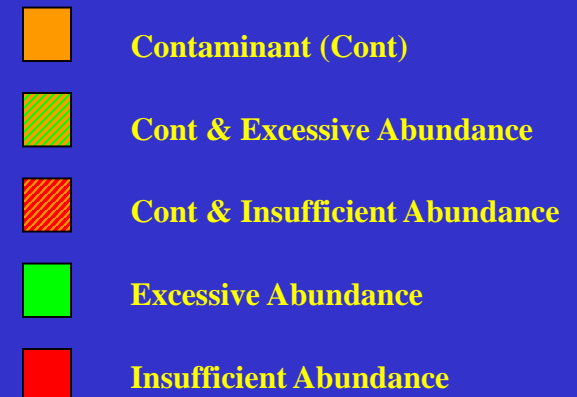 Contaminant (Cont)
Cont & Excessive Abundance
Cont & Insufficient Abundance
Excessive Abundance
Insufficient Abundance